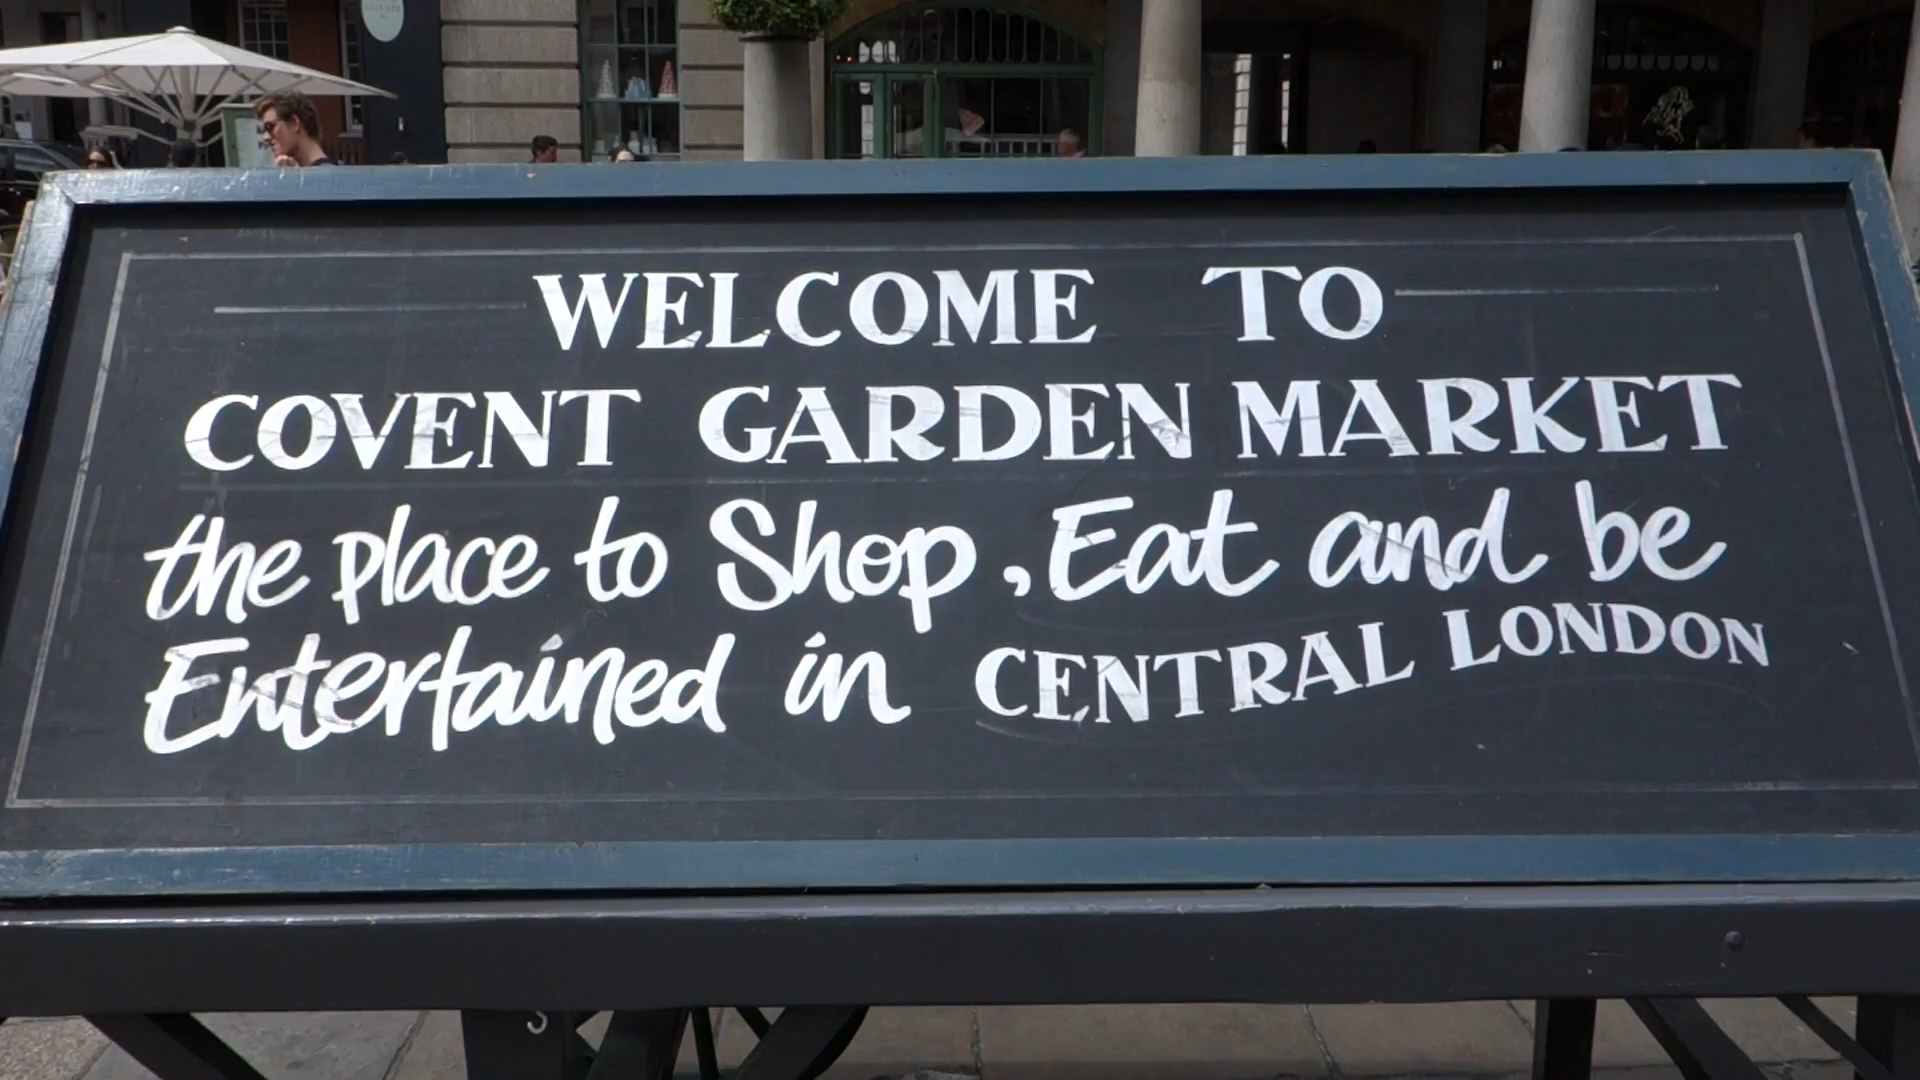 WELCOME TO
COVENT GARDEN MARKET
the place to Shop, Eat and be
Entertained in CENTRAL LONDON